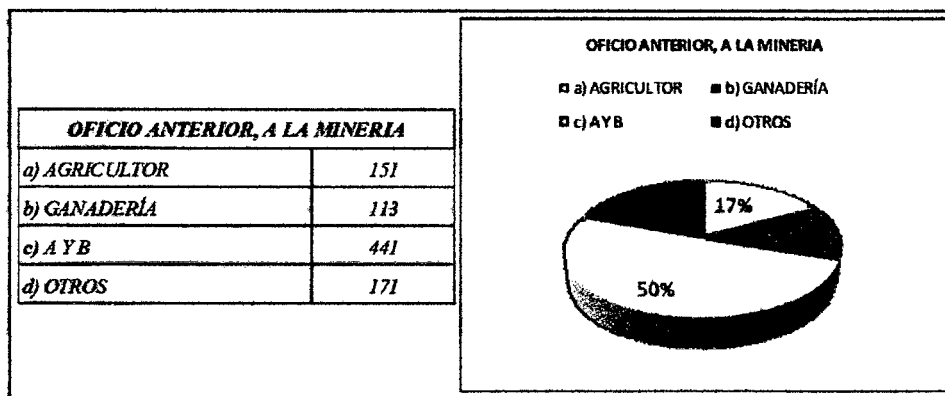 OFICIO ANTERIOR, A LA MINERIA
a) AGRICULTOR 151
b) GANADERÍA 113
c) A Y B 441
d) OTROS 171
OFICIO ANTERIOR, A LA MINERIA
a) AGRICULTOR b) GANADERÍA
c) A Y B d) OTROS
17%
50%